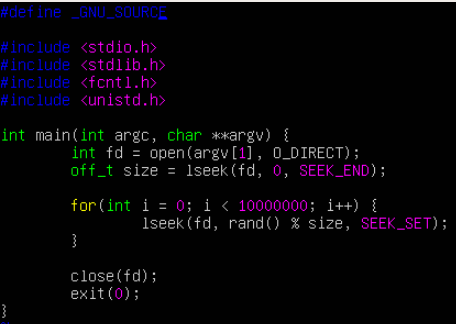 #define _GNU_SOURCE
#include <stdio.h>
#include <stdlib.h>
#include <fcntl.h>
#include <unistd.h>
int main(int argc, char **argv) {
int fd = open(argv[1], O_DIRECT);
off_t size = lseek(fd, 0, SEEK_END);
for(int i = 0; i < 10000000; i++) {
lseek(fd, rand() % size, SEEK_SET);
}
close(fd);
exit(0);
}